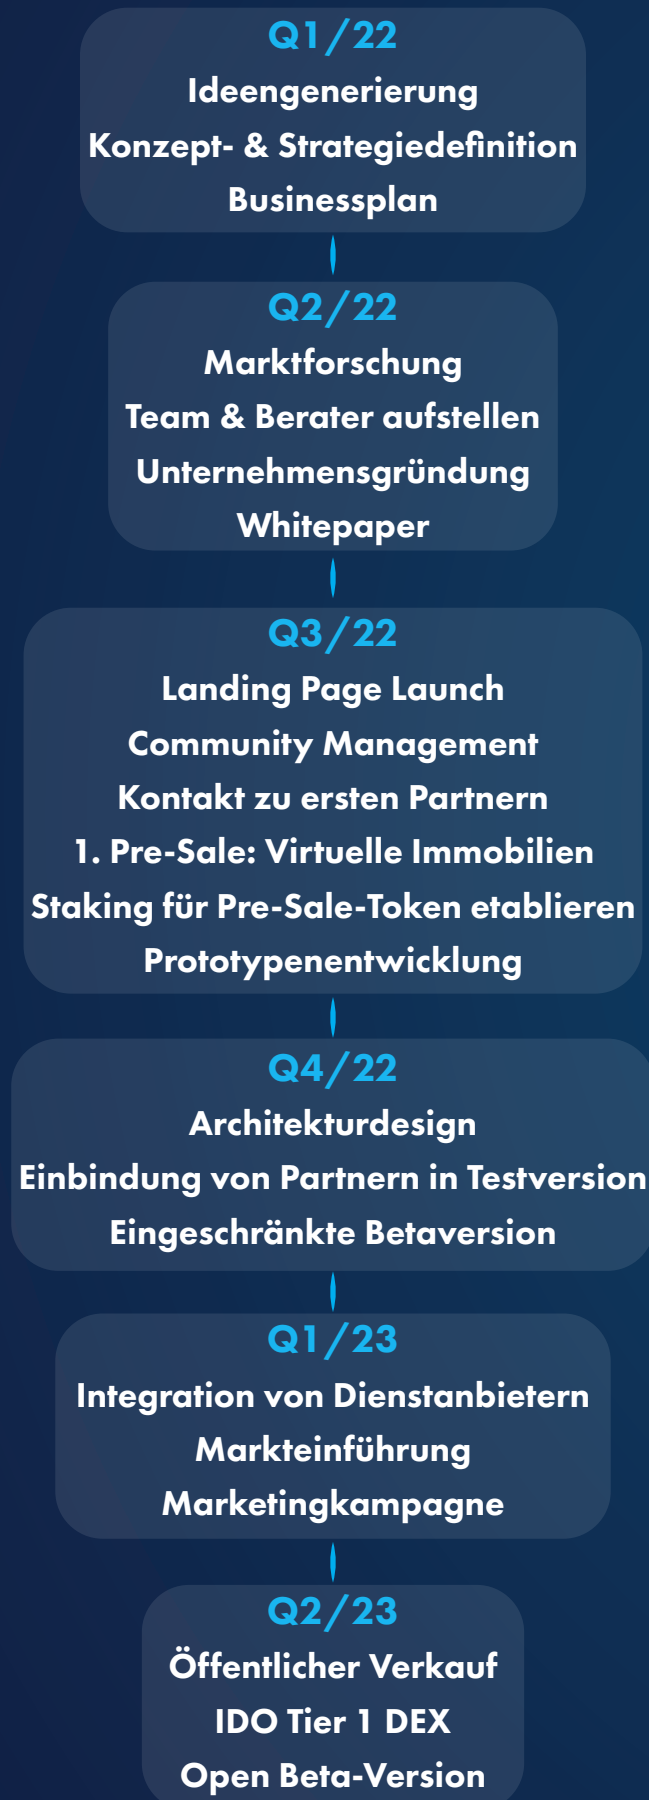 Q1/22
Ideengenerierung
Konzept- & Strategiedefinition
Businessplan
Q2/22
Marktforschung
Team & Berater aufstellen
Unternehmensgründung
Whitepaper
Q3/22
Landing Page Launch
Community Management
Kontakt zu ersten Partnern
1. Pre-Sale: Virtuelle Immobilien
Staking für Pre-Sale-Token etablieren
Prototypenentwicklung
Q4/22
Architekturdesign
Einbindung von Partnern in Testversion
Eingeschränkte Betaversion
Q1/23
Integration von Dienstanbietern
Markteinführung
Marketingkampagne
Q2/23
Öffentlicher Verkauf
IDO Tier 1 DEX
Open Beta-Version